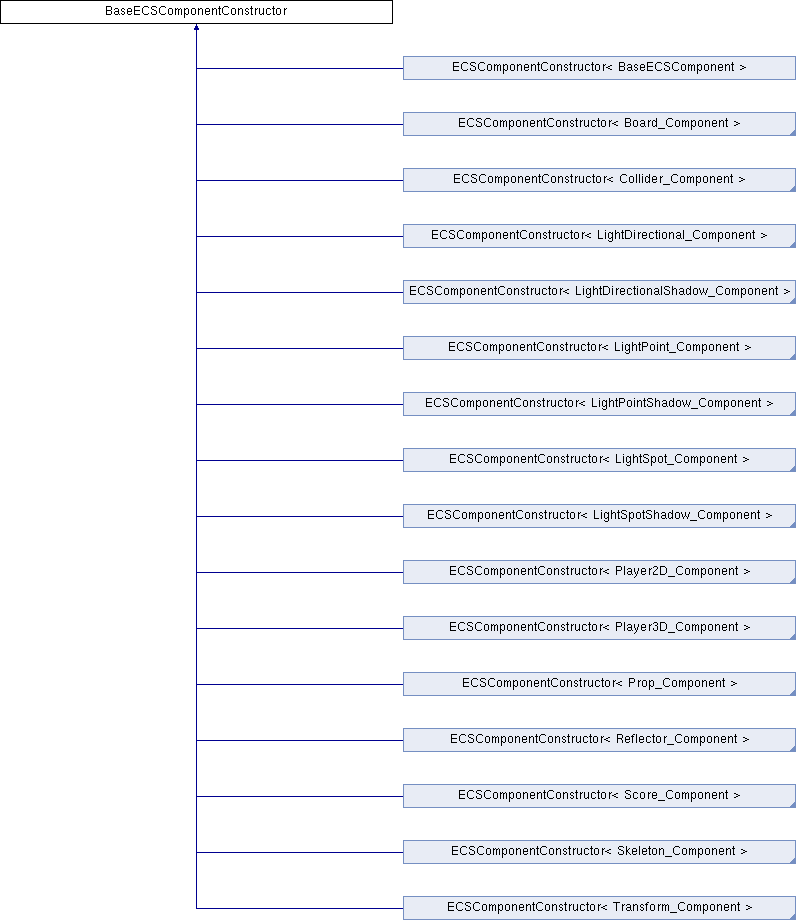 BaseECSComponentConstructor
ECSComponentConstructor< BaseECSComponent >
ECSComponentConstructor< Board_Component >
ECSComponentConstructor< Collider_Component >
ECSComponentConstructor< LightDirectional_Component >
ECSComponentConstructor< LightDirectionalShadow_Component >
ECSComponentConstructor< LightPoint_Component >
ECSComponentConstructor< LightPointShadow_Component >
ECSComponentConstructor< LightSpot_Component >
ECSComponentConstructor< LightSpotShadow_Component >
ECSComponentConstructor< Player2D_Component >
ECSComponentConstructor< Player3D_Component >
ECSComponentConstructor< Prop_Component >
ECSComponentConstructor< Reflector_Component >
ECSComponentConstructor< Score_Component >
ECSComponentConstructor< Skeleton_Component >
ECSComponentConstructor< Transform_Component >